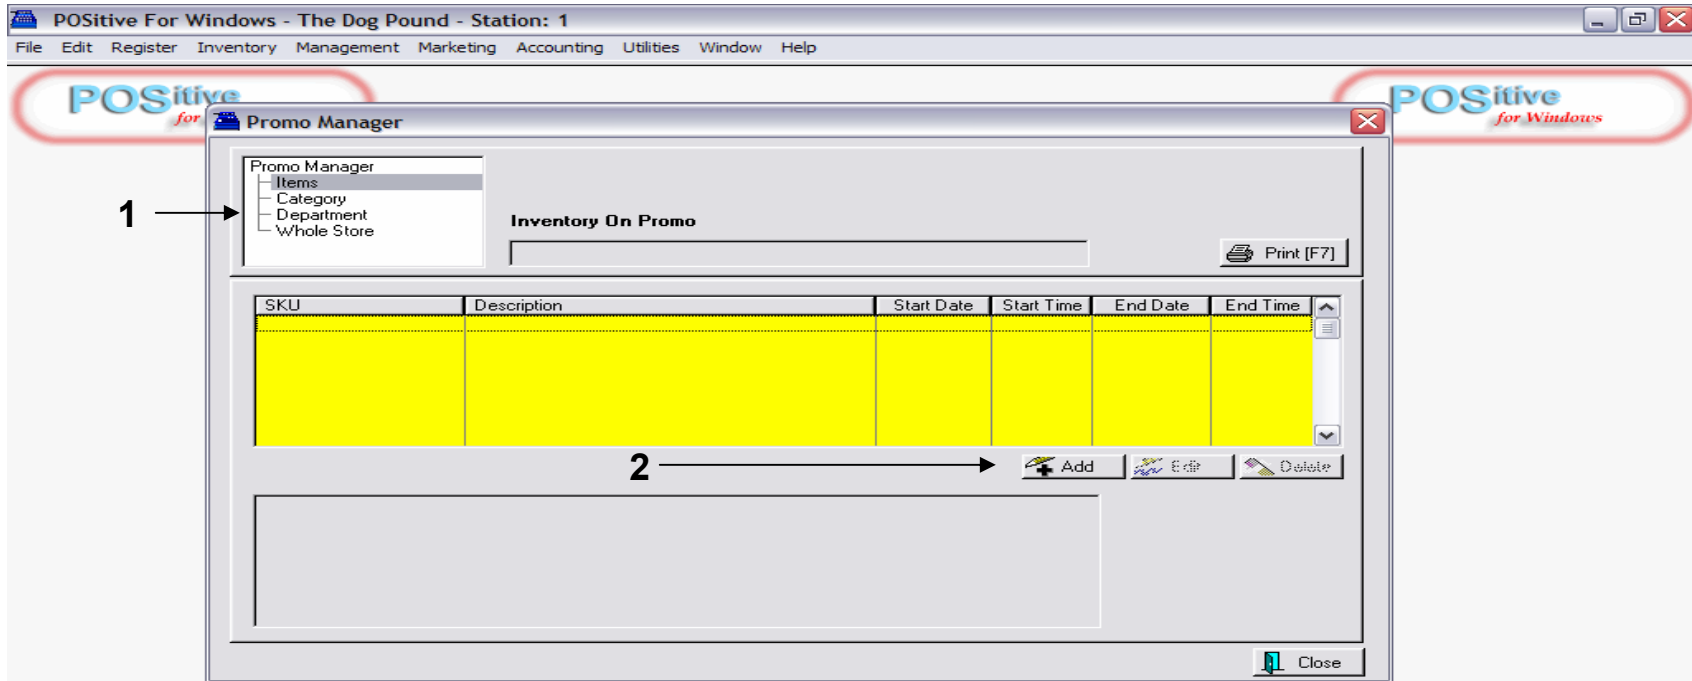 POSitive For Windows - The Dog Pound - Station: 1
File Edit Register Inventory Management Marketing Accounting Utilities Window Help
POSitive
for
POSitive
for Windows
Promo Manager
Promo Manager
Items
Category
Department
Whole Store
1
Inventory On Promo
Print [F7]
SKU Description Start Date Start Time End Date End Time
2
Add Edit Delete
Close